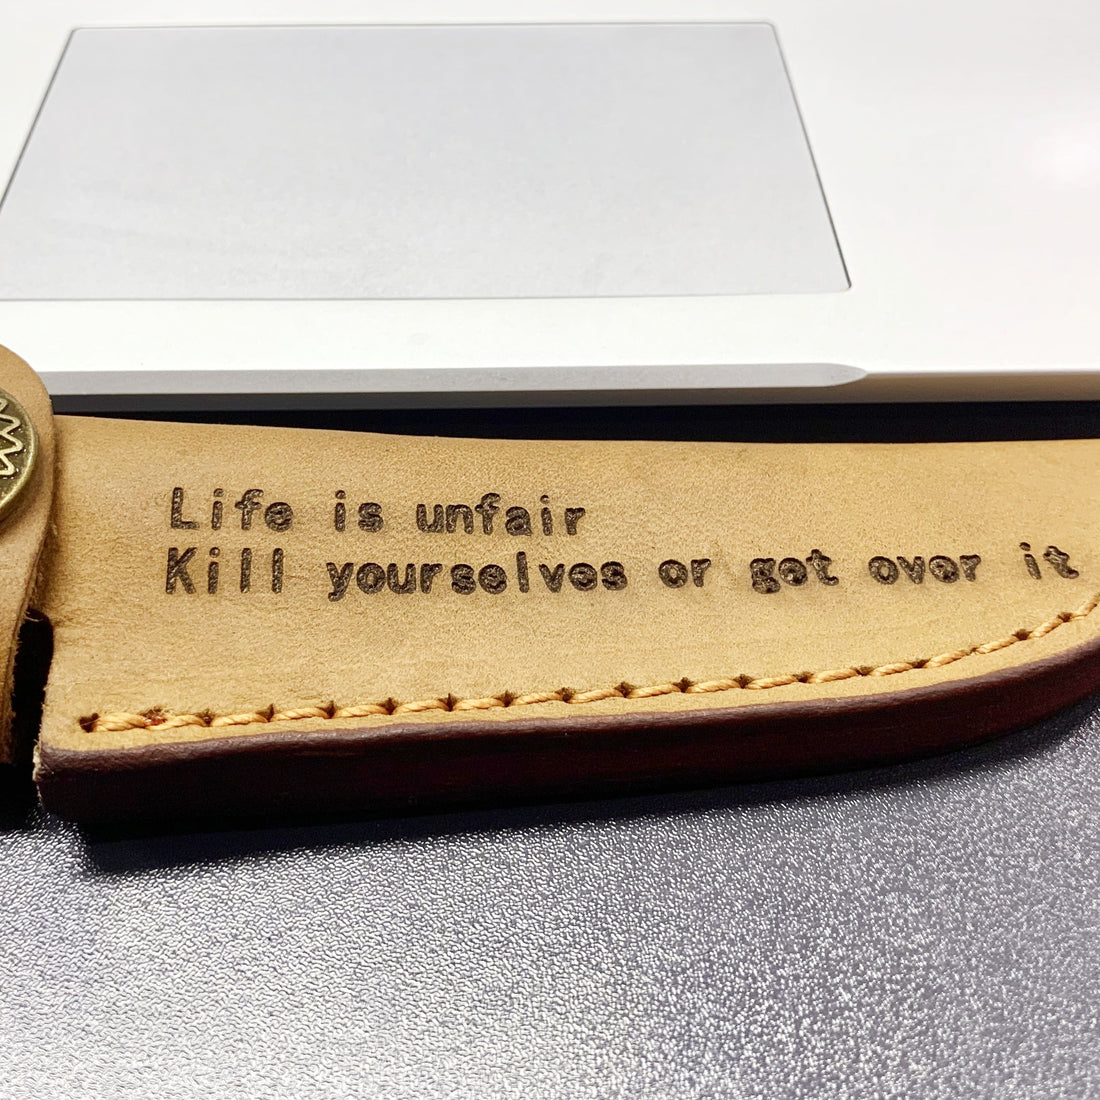 Life is unfair
Kill yourselves or get over it